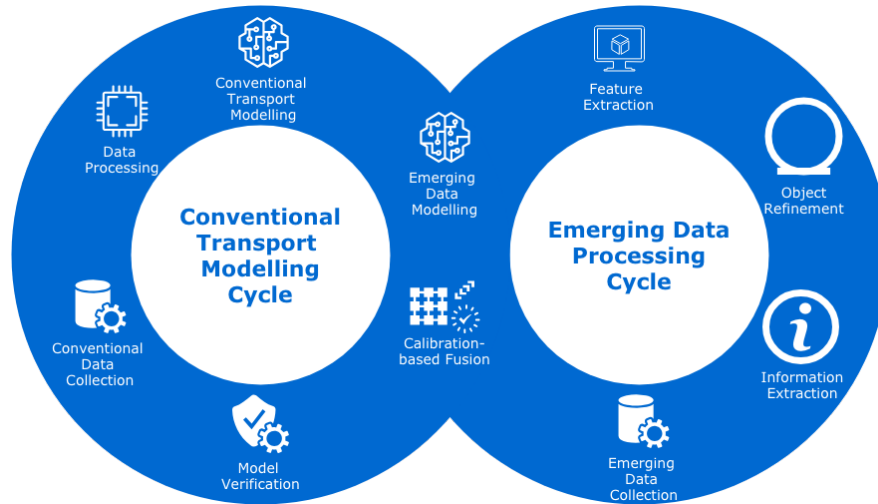 Conventional
Transport
Modelling
Data
Processing
Conventional
Transport
Modelling
Cycle
Conventional
Data
Collection
Model
Verification
Emerging
Data
Modelling
Calibration-
based Fusion
Feature
Extraction
Object
Refinement
Emerging Data
Processing
Cycle
Information
Extraction
Emerging
Data
Collection